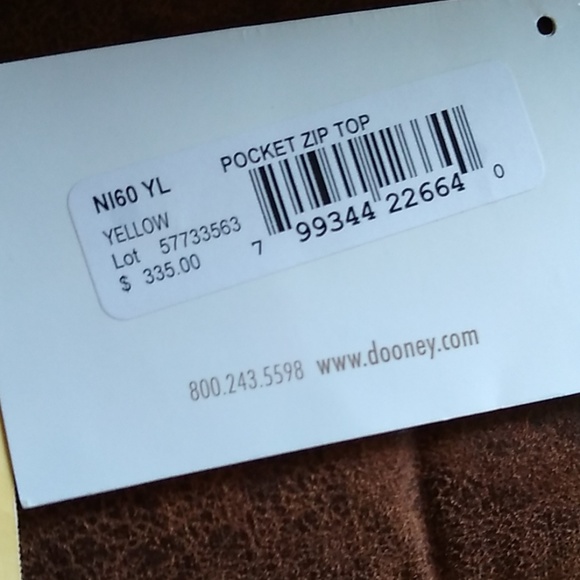 NI60 YL
POCKET ZIP TOP
YELLOW
Lot 57733563
$ 335.00
7 99344 22664 0
800.243.5598 www.dooney.com